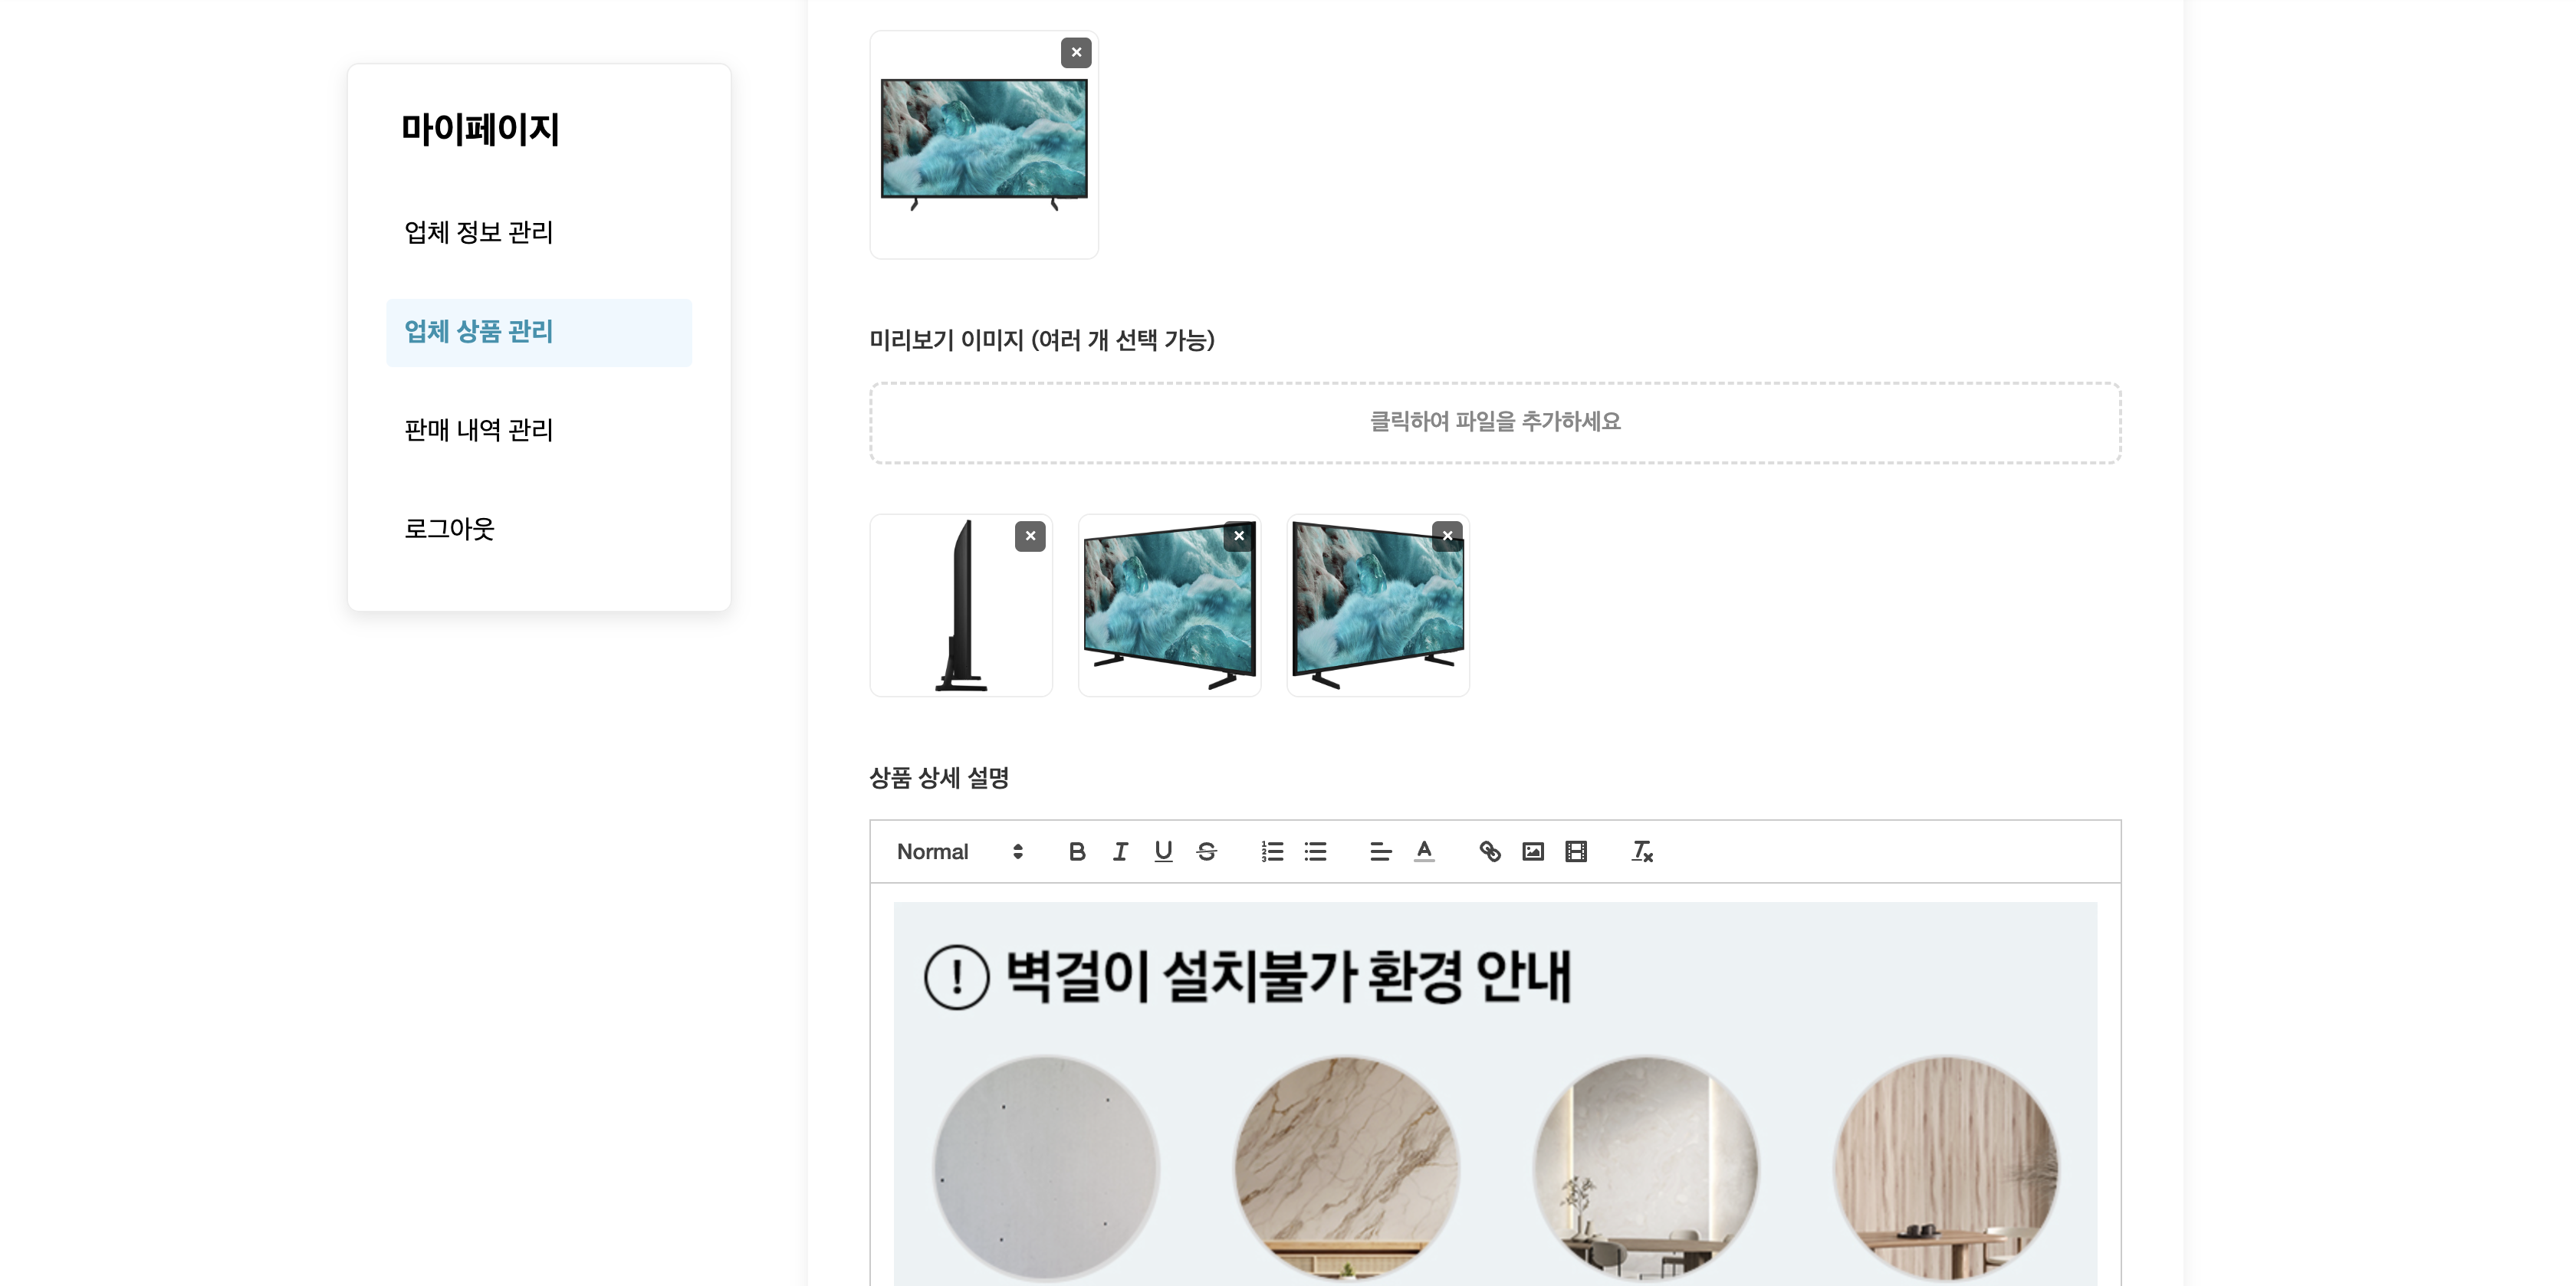 마이페이지
업체 정보 관리
업체 상품 관리
판매 내역 관리
로그아웃
미리보기 이미지 (여러 개 선택 가능)
클릭하여 파일을 추가하세요
상품 상세 설명
Normal
벽걸이 설치불가 환경 안내